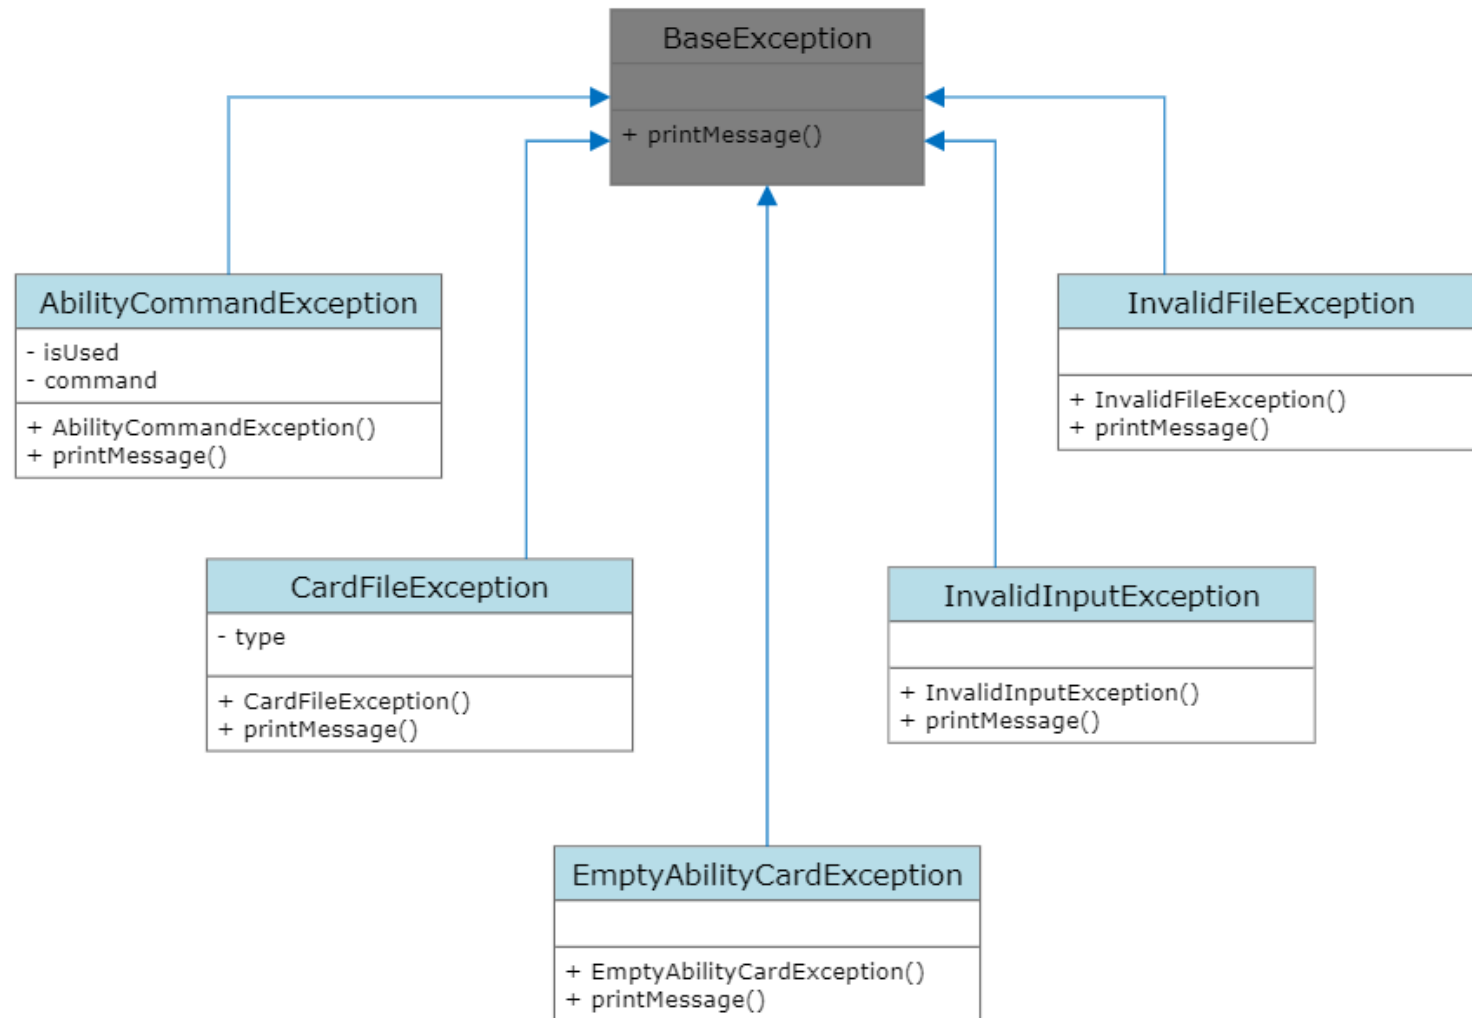 BaseException
+ printMessage()
AbilityCommandException
- isUsed
- command
+ AbilityCommandException()
+ printMessage()
InvalidFileException
+ InvalidFileException()
+ printMessage()
CardFileException
- type
+ CardFileException()
+ printMessage()
InvalidInputException
+ InvalidInputException()
+ printMessage()
EmptyAbilityCardException
+ EmptyAbilityCardException()
+ printMessage()